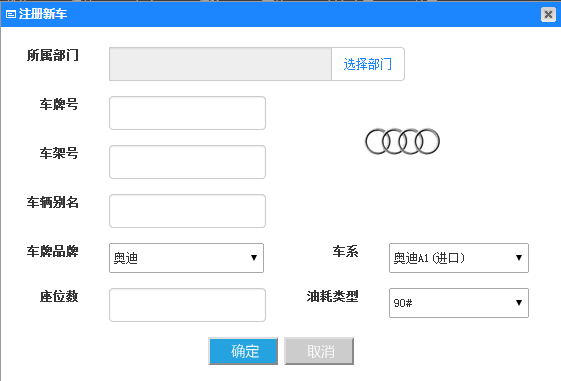 注册新车
所属部门 选择部门
车牌号
车架号
车辆别名
车牌品牌 奥迪 车系 奥迪A1(进口)
座位数 油耗类型 90#
确定 取消